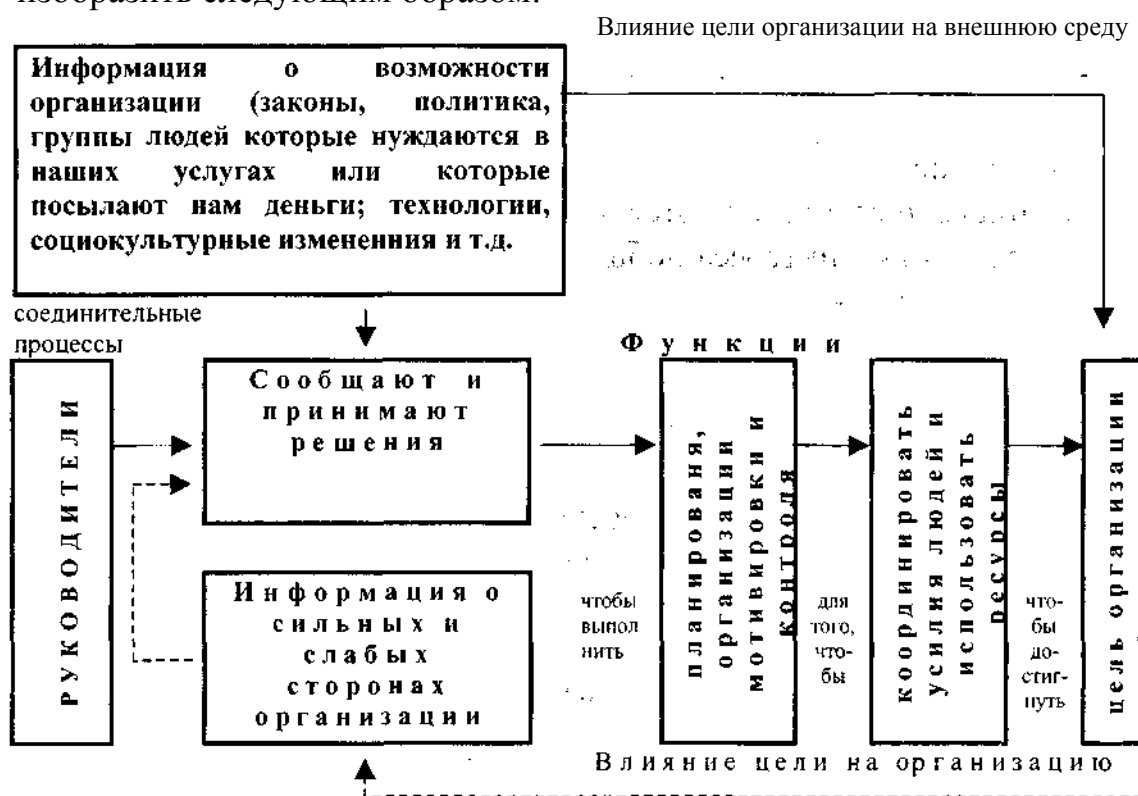 изобразить следующим образом:
Влияние цели организации на внешнюю среду
Информация о возможности
организации (законы, политика,
группы людей которые нуждаются в
наших услугах или которые
посылают нам деньги; технологии,
социокультурные измененния и т.д.
соединительные
процессы
Функции
РУКОВОДИТЕЛИ
Сообщают и
принимают
решения
Информация о
сильных и
слабых
сторонах
организации
чтобы
выпол
нить
планированя,
организации
мотивировки и
контроля
для
того,
что-
бы
координировать
усилия людей и
использовать
ресурсы
что-
бы
до-
стиг-
нуть
цель организации
Влияние цели на организацию